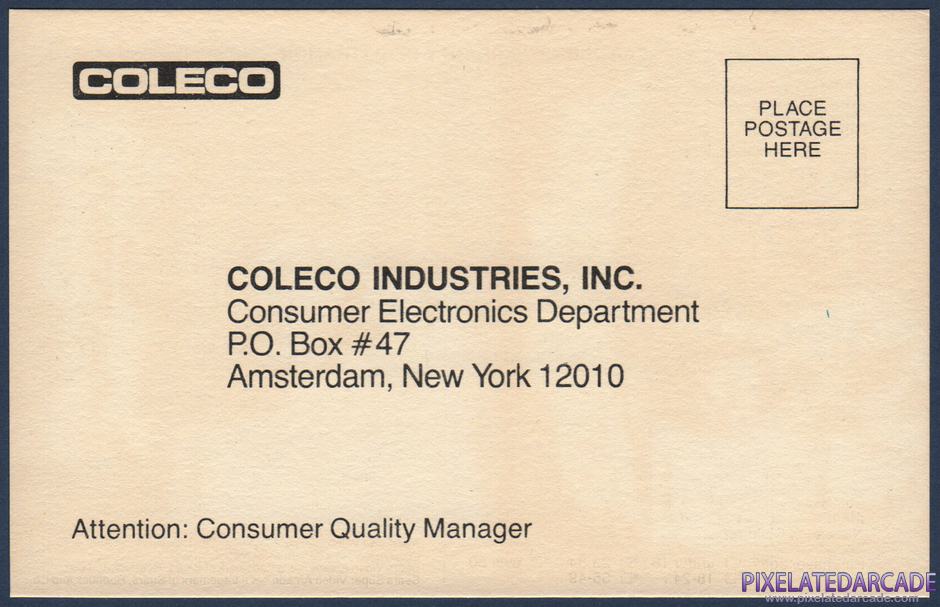 COLECO
PLACE
POSTAGE
HERE
COLECO INDUSTRIES, INC.
Consumer Electronics Department
P.O. Box #47
Amsterdam, New York 12010
Attention: Consumer Quality Manager
PIXELATEDARCADE
www.pixelatedarcade.com